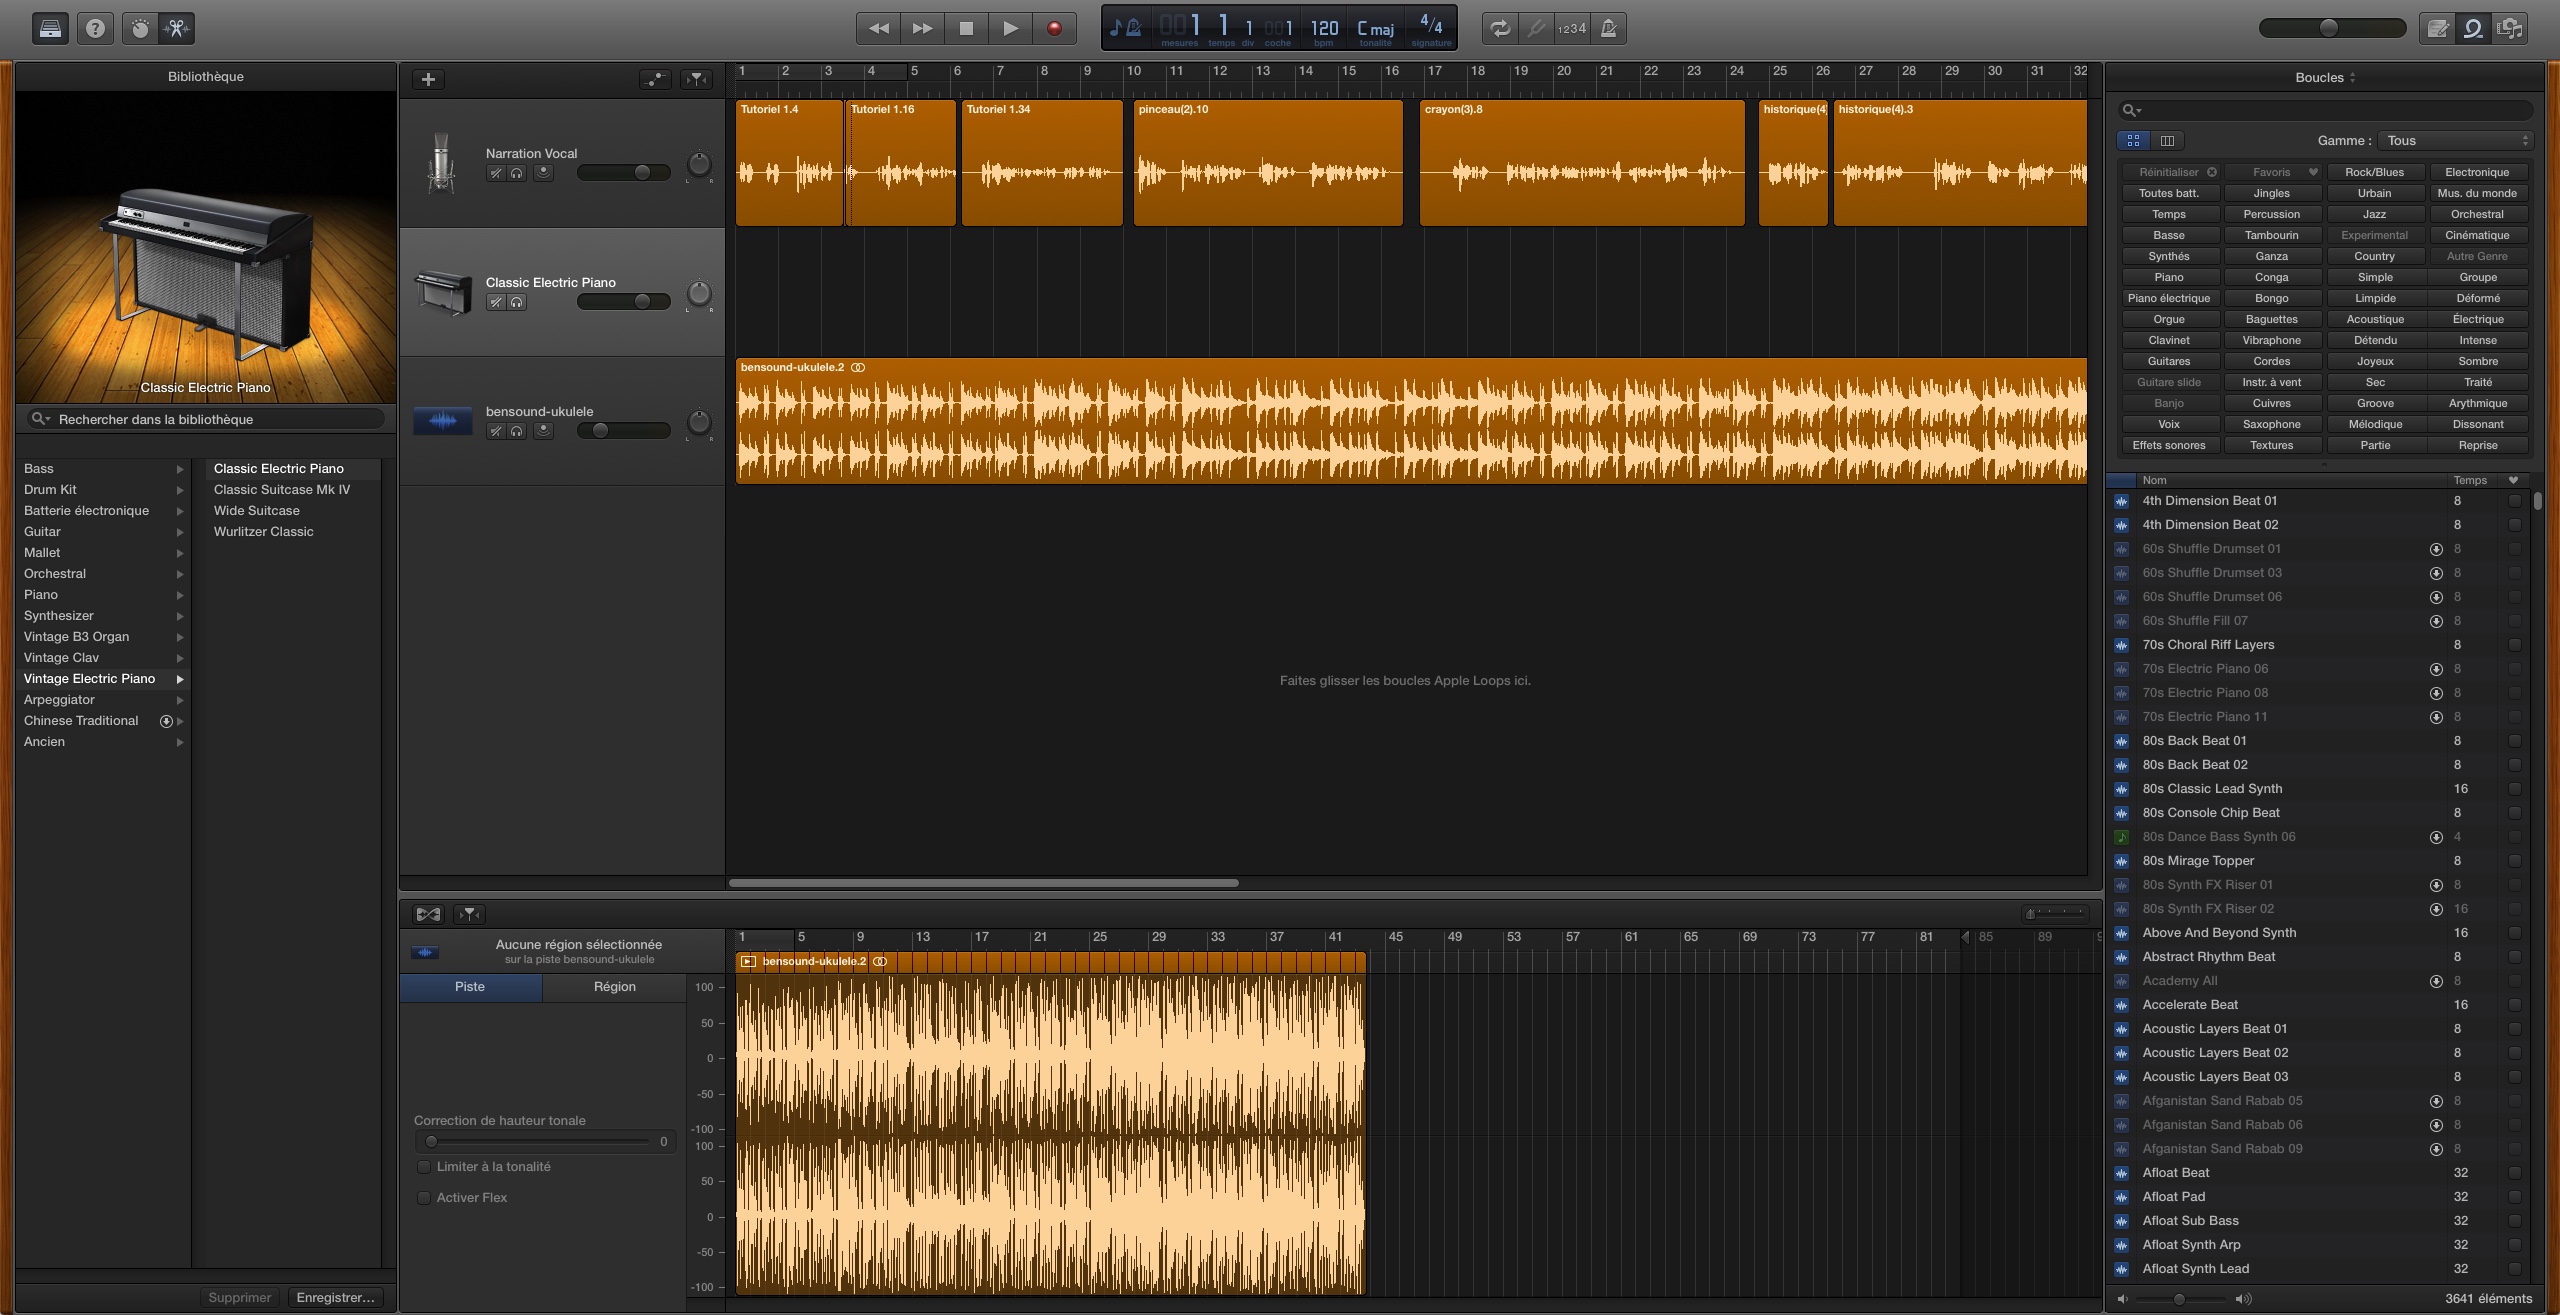 1234
001 1 1 001 120 C maj 4/4
mesures temps div coche bpm tonalité signature
Bibliothèque
Classic Electric Piano
Rechercher dans la bibliothèque
Bass
Drum Kit
Batterie électronique
Guitar
Mallet
Orchestral
Piano
Synthesizer
Vintage B3 Organ
Vintage Clav
Vintage Electric Piano
Arpeggiator
Chinese Traditional
Ancien
Classic Electric Piano
Classic Suitcase Mk IV
Wide Suitcase
Wurlitzer Classic
Supprimer Enregistrer...
1 2 3 4 5 6 7 8 9 10 11 12 13 14 15 16 17 18 19 20 21 22 23 24 25 26 27 28 29 30 31 32
Narration Vocal
L R
Tutoriel 1.4 Tutoriel 1.16 Tutoriel 1.34 pinceau(2).10 crayon(3).8 historique(4) historique(4).3
Classic Electric Piano
L R
bensound-ukulele
L R
bensound-ukulele.2
Faites glisser les boucles Apple Loops ici.
Aucune région sélectionnée
sur la piste bensound-ukulele
Piste Région
Correction de hauteur tonale
0
Limiter à la tonalité
Activer Flex
1 5 9 13 17 21 25 29 33 37 41 45 49 53 57 61 65 69 73 77 81 85 89
bensound-ukulele.2
100
50
0
-50
-100
100
50
0
-50
-100
Boucles
Gamme : Tous
Réinitialiser Favoris Rock/Blues Electronique
Toutes batt. Jingles Urbain Mus. du monde
Temps Percussion Jazz Orchestral
Basse Tambourin Experimental Cinématique
Synthés Ganza Country Autre Genre
Piano Conga Simple Groupe
Piano électrique Bongo Limpide Déformé
Orgue Baguettes Acoustique Électrique
Clavinet Vibraphone Détendu Intense
Guitares Cordes Joyeux Sombre
Guitare slide Instr. à vent Sec Traité
Banjo Cuivres Groove Arythmique
Voix Saxophone Mélodique Dissonant
Effets sonores Textures Partie Reprise
Nom Temps
4th Dimension Beat 01 8
4th Dimension Beat 02 8
60s Shuffle Drumset 01 8
60s Shuffle Drumset 03 8
60s Shuffle Drumset 06 8
60s Shuffle Fill 07 8
70s Choral Riff Layers 8
70s Electric Piano 06 8
70s Electric Piano 08 8
70s Electric Piano 11 8
80s Back Beat 01 8
80s Back Beat 02 8
80s Classic Lead Synth 16
80s Console Chip Beat 8
80s Dance Bass Synth 06 4
80s Mirage Topper 8
80s Synth FX Riser 01 8
80s Synth FX Riser 02 16
Above And Beyond Synth 16
Abstract Rhythm Beat 8
Academy All 8
Accelerate Beat 16
Acoustic Layers Beat 01 8
Acoustic Layers Beat 02 8
Acoustic Layers Beat 03 8
Afganistan Sand Rabab 05 8
Afganistan Sand Rabab 06 8
Afganistan Sand Rabab 09 8
Afloat Beat 32
Afloat Pad 32
Afloat Sub Bass 32
Afloat Synth Arp 32
Afloat Synth Lead 32
3641 éléments